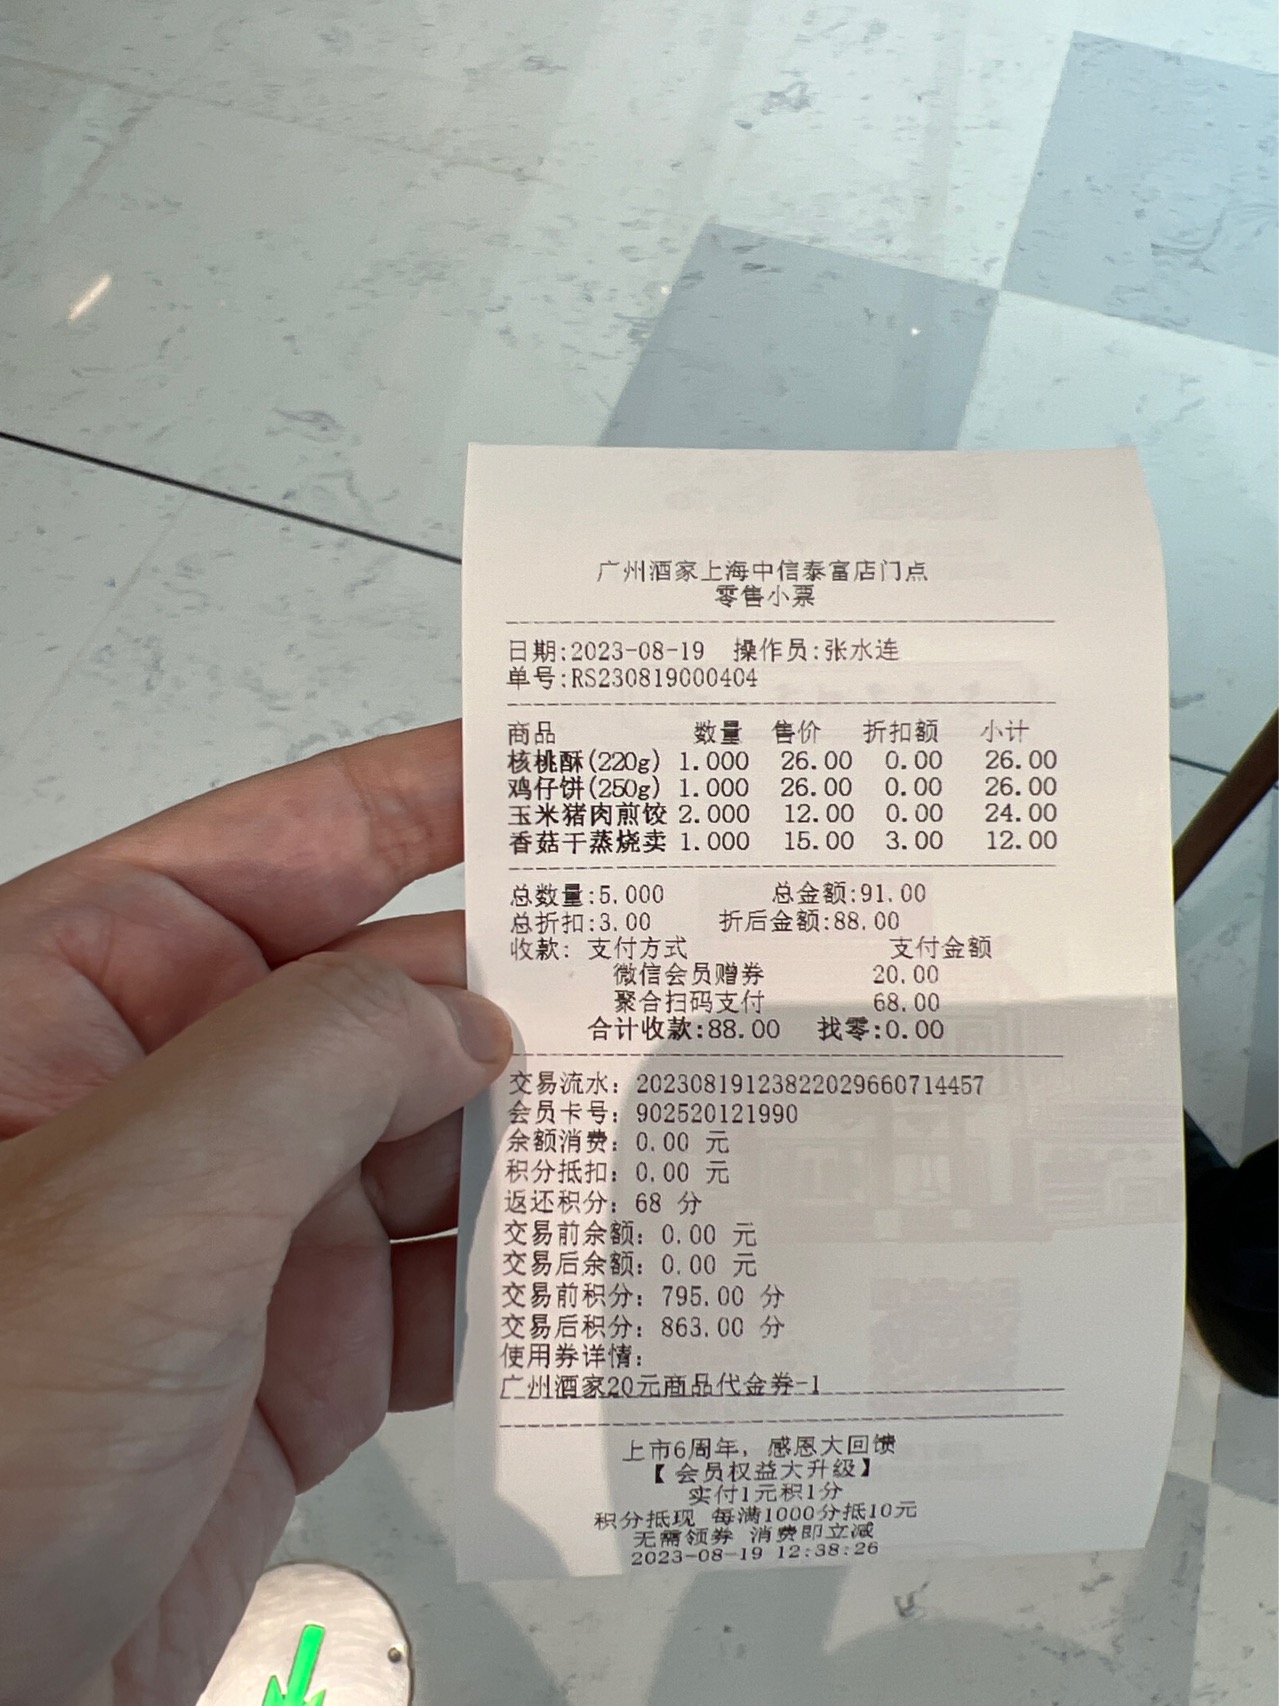 广州酒家上海中信泰富店门点
零售小票
日期:2023-08-19 操作员:张水连
单号:RS230819000404
商品 数量 售价 折扣额 小计
核桃酥(220g) 1.000 26.00 0.00 26.00
鸡仔饼(250g) 1.000 26.00 0.00 26.00
玉米猪肉煎饺 2.000 12.00 0.00 24.00
香菇干蒸烧卖 1.000 15.00 3.00 12.00
总数量:5.000 总金额:91.00
总折扣:3.00 折后金额:88.00
收款: 支付方式 支付金额
微信会员赠券 20.00
聚合扫码支付 68.00
合计收款:88.00 找零:0.00
交易流水: 20230819123822029660714457
会员卡号: 902520121990
余额消费: 0.00 元
积分抵扣: 0.00 元
返还积分: 68 分
交易前余额: 0.00 元
交易后余额: 0.00 元
交易前积分: 795.00 分
交易后积分: 863.00 分
使用券详情:
广州酒家20元商品代金券-1
上市6周年, 感恩大回馈
【会员权益大升级】
实付1元积1分
积分抵现 每满1000分抵10元
无需领券 消费即立减
2023-08-19 12:38:26